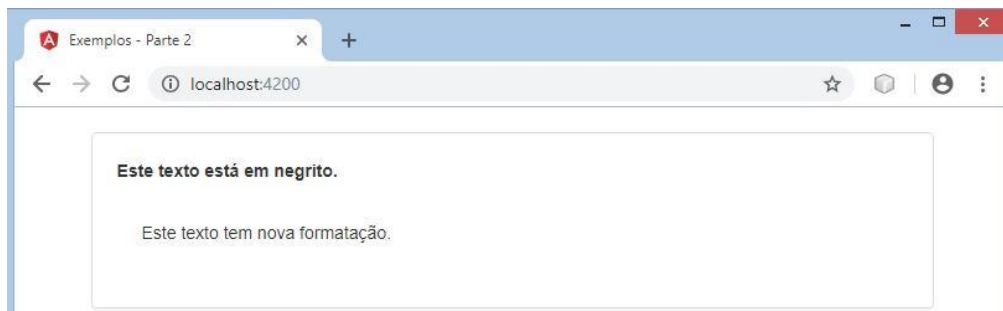 Exemplos - Parte 2
localhost:4200
Este texto está em negrito.
Este texto tem nova formatação.